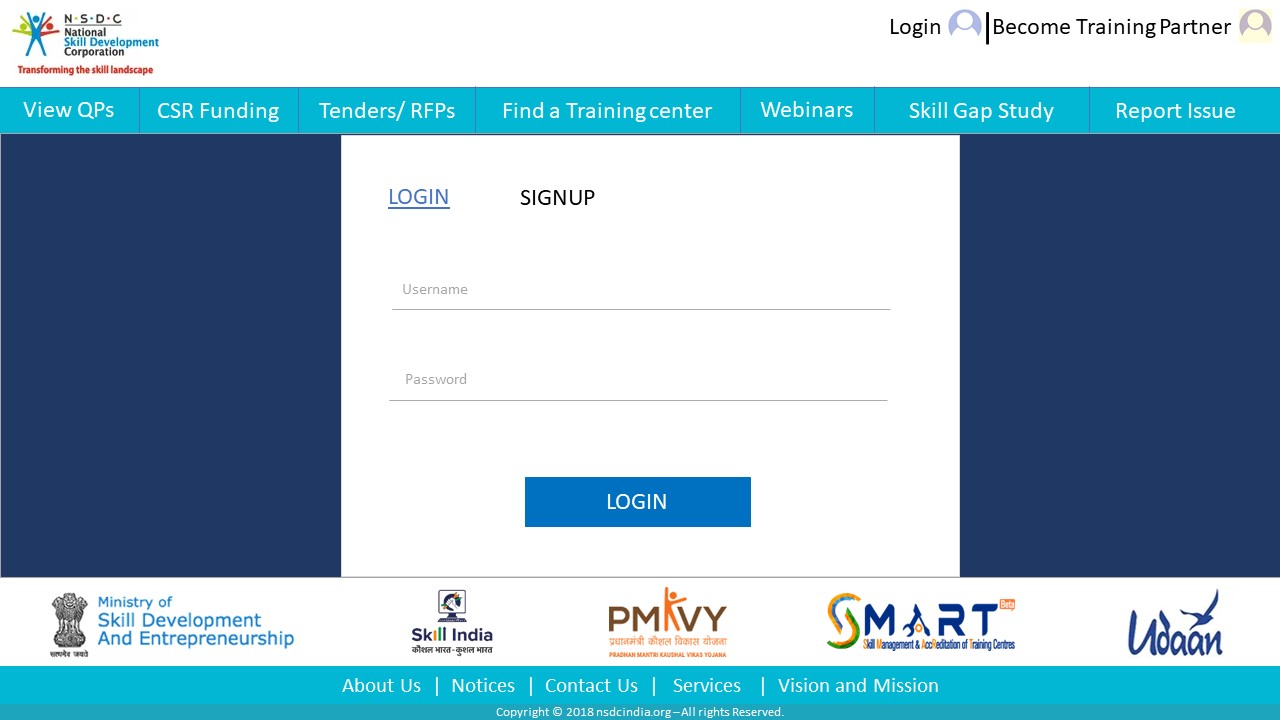 N·S·D·C
National
Skill Development
Corporation
Transforming the skill landscape
Login
Become Training Partner
View QPs
CSR Funding
Tenders/ RFPs
Find a Training center
Webinars
Skill Gap Study
Report Issue
LOGIN
SIGNUP
Username
Password
LOGIN
सत्यमेव जयते
Ministry of
Skill Development
And Entrepreneurship
Skill India
कौशल भारत - कुशल भारत
PMKVY
प्रधानमंत्री कौशल विकास योजना
PRADHAN MANTRI KAUSHAL VIKAS YOJANA
SMART Beta
Skill Management & Accreditation of Training Centres
Udaan
About Us | Notices | Contact Us | Services | Vision and Mission
Copyright © 2018 nsdcindia.org – All rights Reserved.